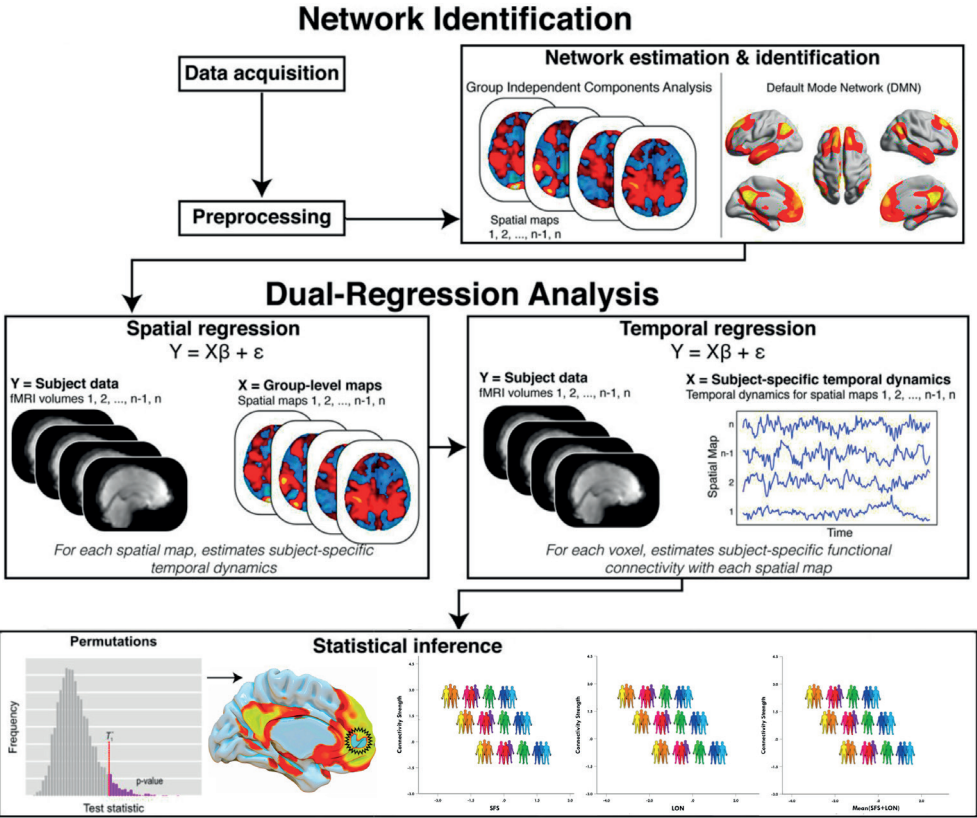 Network Identification
Data acquisition
Preprocessing
Network estimation & identification
Group Independent Components Analysis
Spatial maps
1, 2, ..., n-1, n
Default Mode Network (DMN)
Dual-Regression Analysis
Spatial regression
Y = Xβ + ε
Y = Subject data
fMRI volumes 1, 2, ..., n-1, n
X = Group-level maps
Spatial maps 1, 2, ..., n-1, n
For each spatial map, estimates subject-specific
temporal dynamics
Temporal regression
Y = Xβ + ε
Y = Subject data
fMRI volumes 1, 2, ..., n-1, n
X = Subject-specific temporal dynamics
Temporal dynamics for spatial maps 1, 2, ..., n-1, n
Spatial Map
n
n-1
2
1
Time
For each voxel, estimates subject-specific functional
connectivity with each spatial map
Statistical inference
Permutations
Frequency
p-value
Test statistic
Connectivity Strength
SFS
Connectivity Strength
LON
Connectivity Strength
Mean(SFS+LON)